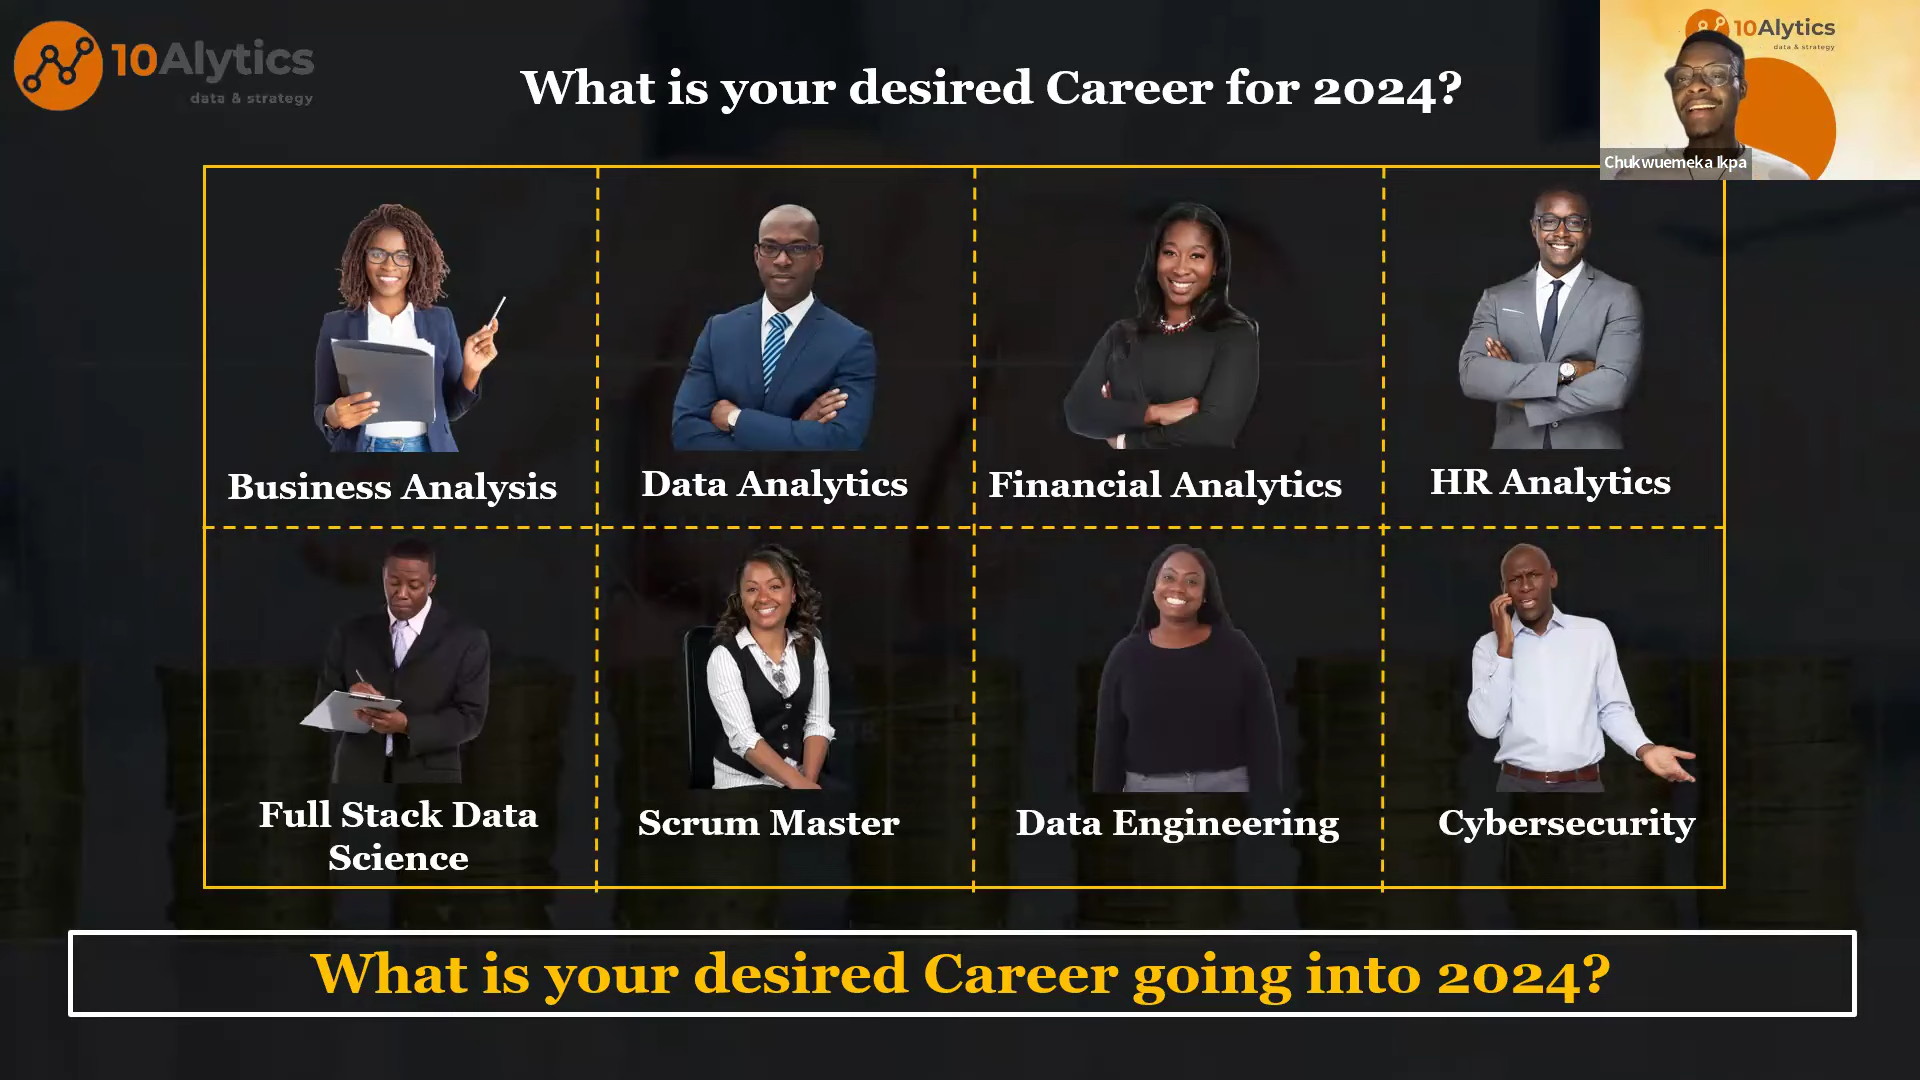 10Alytics
data & strategy
What is your desired Career for 2024?
10Alytics
data & strategy
Chukwuemeka Ikpa
Business Analysis
Data Analytics
Financial Analytics
HR Analytics
Full Stack Data
Science
Scrum Master
Data Engineering
Cybersecurity
What is your desired Career going into 2024?